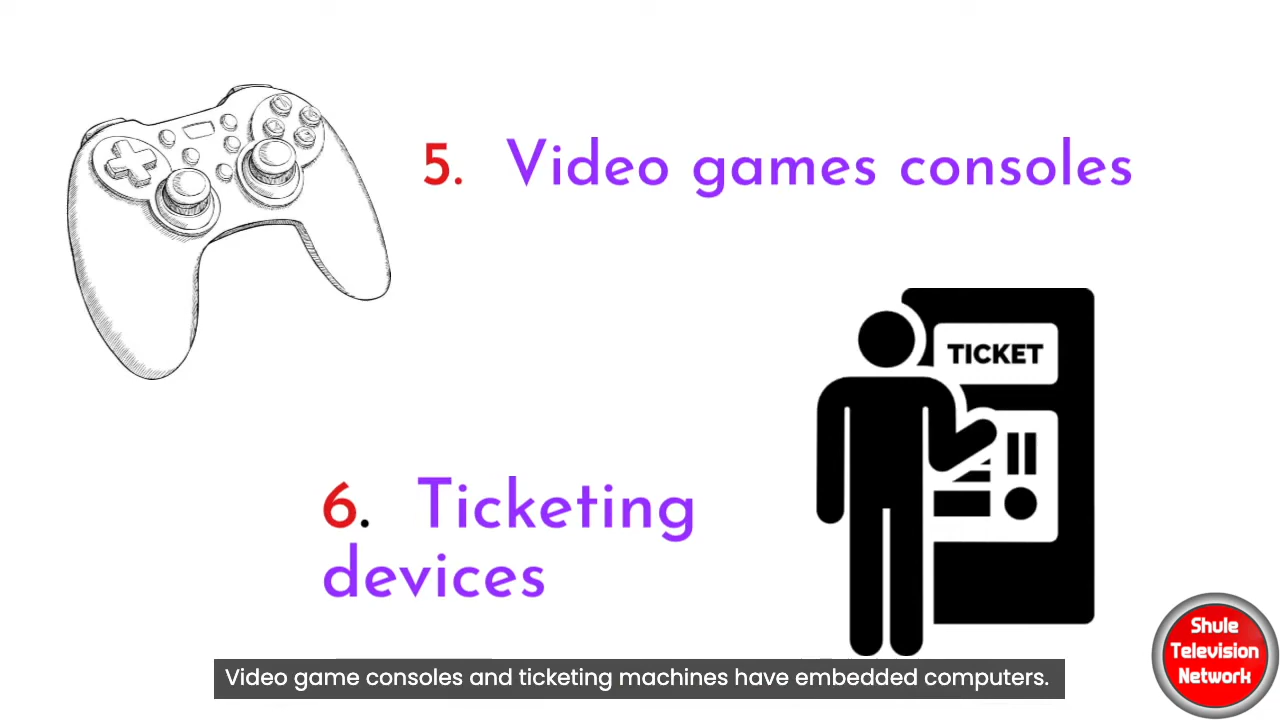 5. Video games consoles
TICKET
6. Ticketing
devices
Shule
Television
Network
Video game consoles and ticketing machines have embedded computers.